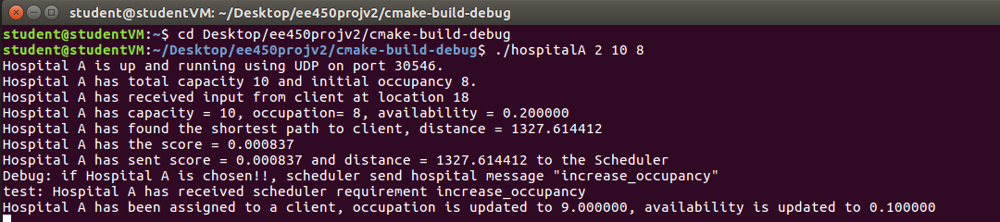 student@studentVM: ~/Desktop/ee450projv2/cmake-build-debug
student@studentVM:~$ cd Desktop/ee450projv2/cmake-build-debug
student@studentVM:~/Desktop/ee450projv2/cmake-build-debug$ ./hospitalA 2 10 8
Hospital A is up and running using UDP on port 30546.
Hospital A has total capacity 10 and initial occupancy 8.
Hospital A has received input from client at location 18
Hospital A has capacity = 10, occupation= 8, availability = 0.200000
Hospital A has found the shortest path to client, distance = 1327.614412
Hospital A has the score = 0.000837
Hospital A has sent score = 0.000837 and distance = 1327.614412 to the Scheduler
Debug: if Hospital A is chosen!!, scheduler send hospital message "increase_occupancy"
test: Hospital A has received scheduler requirement increase_occupancy
Hospital A has been assigned to a client, occupation is updated to 9.000000, availability is updated to 0.100000